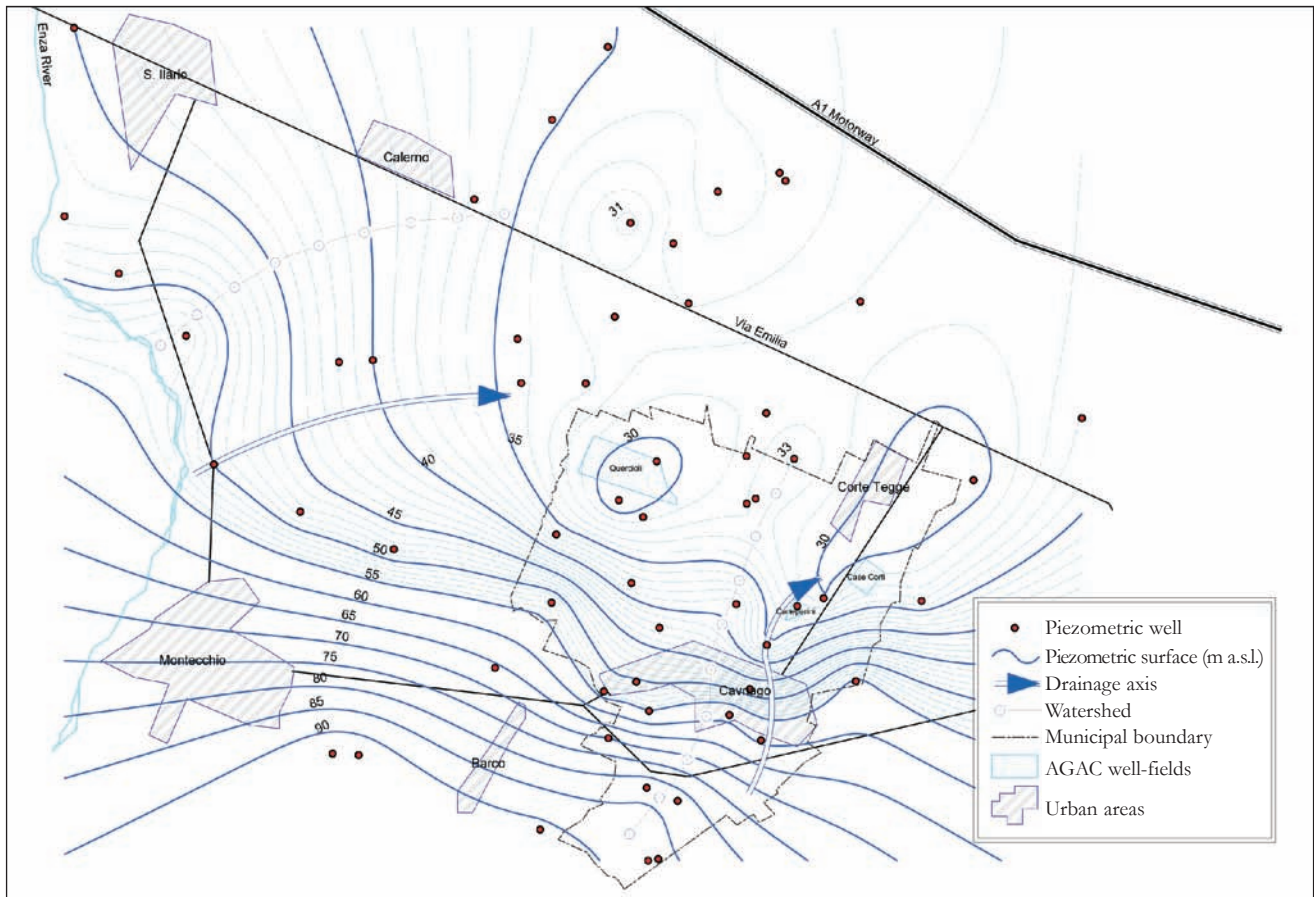 Enza River
S. Ilario
A1 Motorway
Calerno
31
Via Emilia
35
30
Quercioli
33
40
Corte Tegge
45
30
50
Case Corti
55
60
65
70
Montecchio
75
80
Cavriago
85
90
Barco
Piezometric well
Piezometric surface (m a.s.l.)
Drainage axis
Watershed
Municipal boundary
AGAC well-fields
Urban areas